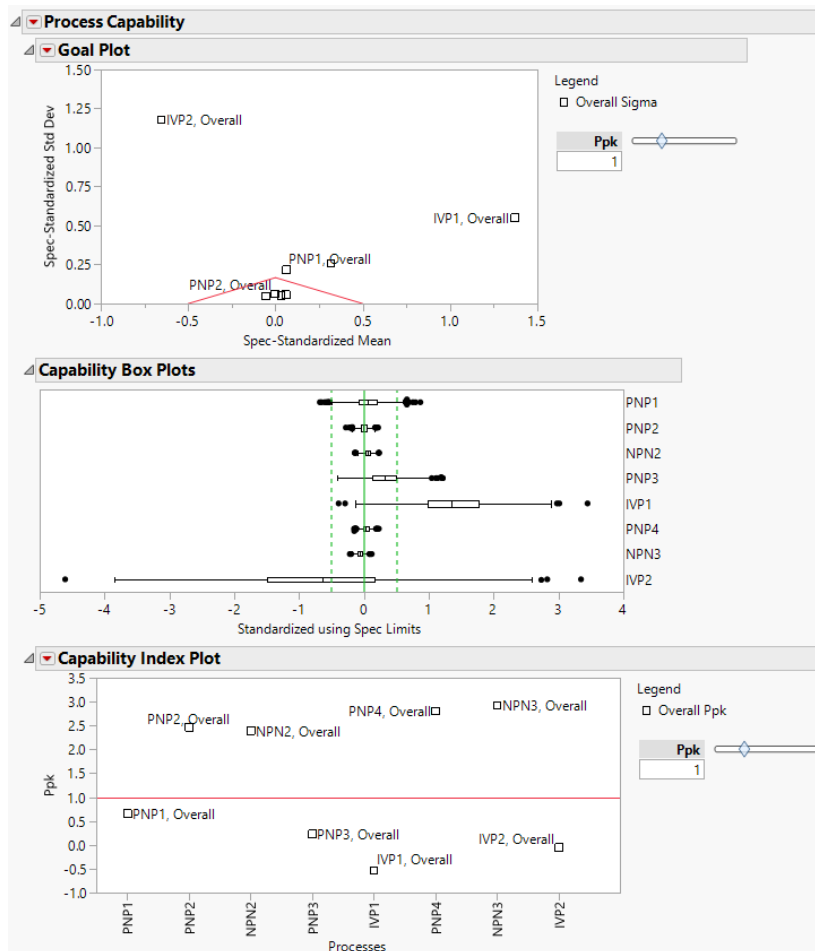 Process Capability
Goal Plot
1.50
1.25
1.00
0.75
0.50
0.25
0.00
Spec-Standardized Std Dev
IVP2, Overall
IVP1, Overall
PNP1, Overall
PNP2, Overall
-1.0 -0.5 0.0 0.5 1.0 1.5
Spec-Standardized Mean
Legend
Overall Sigma
Ppk
1
Capability Box Plots
PNP1
PNP2
NPN2
PNP3
IVP1
PNP4
NPN3
IVP2
-5 -4 -3 -2 -1 0 1 2 3 4
Standardized using Spec Limits
Capability Index Plot
3.5
3.0
2.5
2.0
1.5
1.0
0.5
0.0
-0.5
-1.0
Ppk
PNP2, Overall
NPN2, Overall
PNP4, Overall
NPN3, Overall
PNP1, Overall
PNP3, Overall
IVP1, Overall
IVP2, Overall
PNP1
PNP2
NPN2
PNP3
IVP1
PNP4
NPN3
IVP2
Processes
Legend
Overall Ppk
Ppk
1